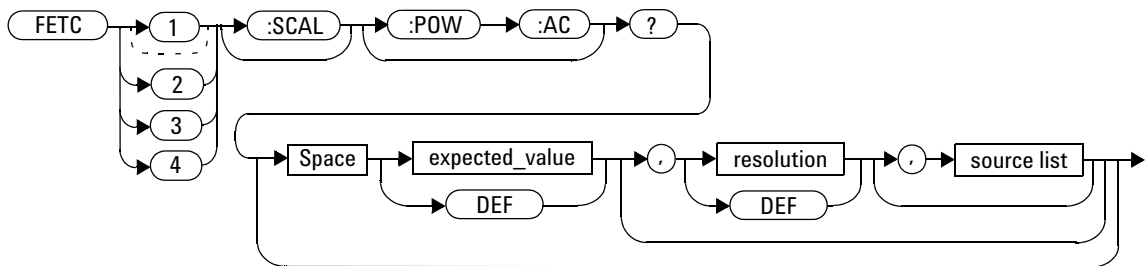 FETC 1 :SCAL :POW :AC ?
2
3
4
Space expected_value , resolution , source list
DEF DEF